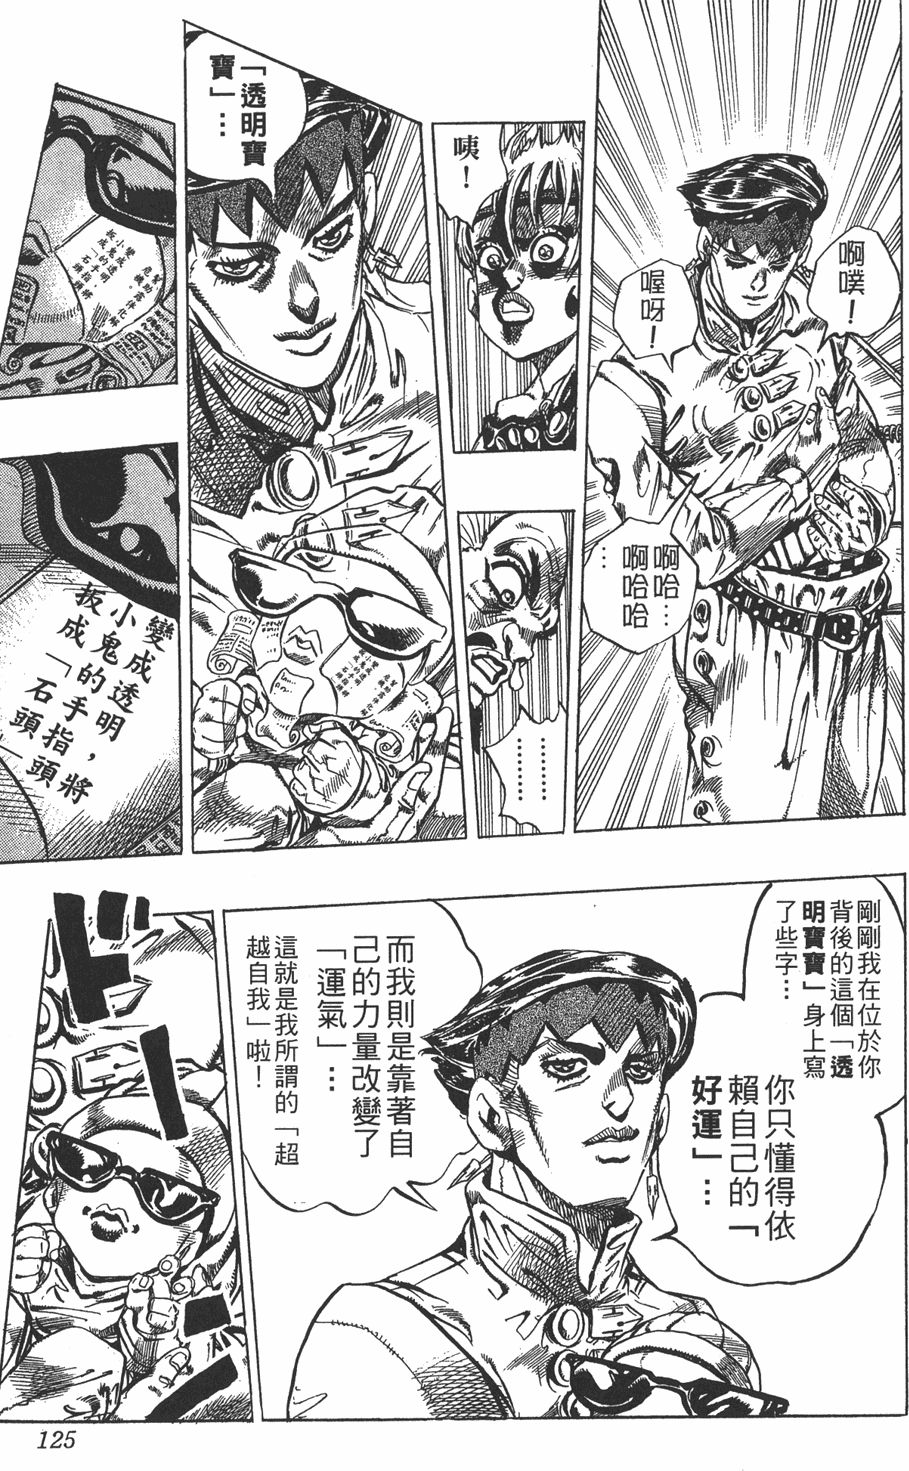 啊噗！
喔呀！
啊哈…
啊哈哈
…
咦！
………
………
「透明寶
寶」…
變成透明
小鬼的手指，將
扳成「石頭
」
剛剛我在位於你
背後的這個「透
明寶寶」身上寫
了些字…
你只懂得依
賴自己的「
好運」…
而我則是靠著自
己的力量改變了
「運氣」…
這就是我所謂的「超
越自我」啦！
ドーン
125